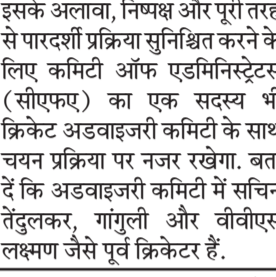 इसके अलावा, निष्पक्ष और पूरी तरह
से पारदर्शी प्रक्रिया सुनिश्चित करने के
लिए कमिटी ऑफ एडमिनिस्ट्रेटस
(सीएफए) का एक सदस्य भी
क्रिकेट अडवाइजरी कमिटी के साथ
चयन प्रक्रिया पर नजर रखेगा. बत
दें कि अडवाइजरी कमिटी में सचिन
तेंदुलकर, गांगुली और वीवीएस
लक्ष्मण जैसे पूर्व क्रिकेटर हैं.